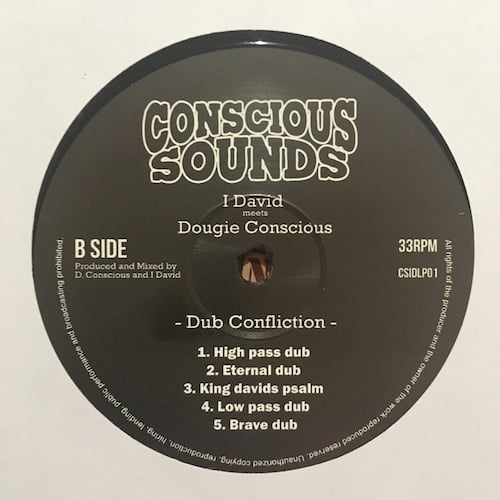 CONSCIOUS
SOUNDS
I David
meets
Dougie Conscious
B SIDE
Produced and Mixed by
D. Conscious and I David
33RPM
CSIDLP01
- Dub Confliction -
1. High pass dub
2. Eternal dub
3. King davids psalm
4. Low pass dub
5. Brave dub
All rights of the producer and the owner of the work reproduced reserved. Unauthorized copying, reproduction, hiring, lending, public performance and broadcasting prohibited.